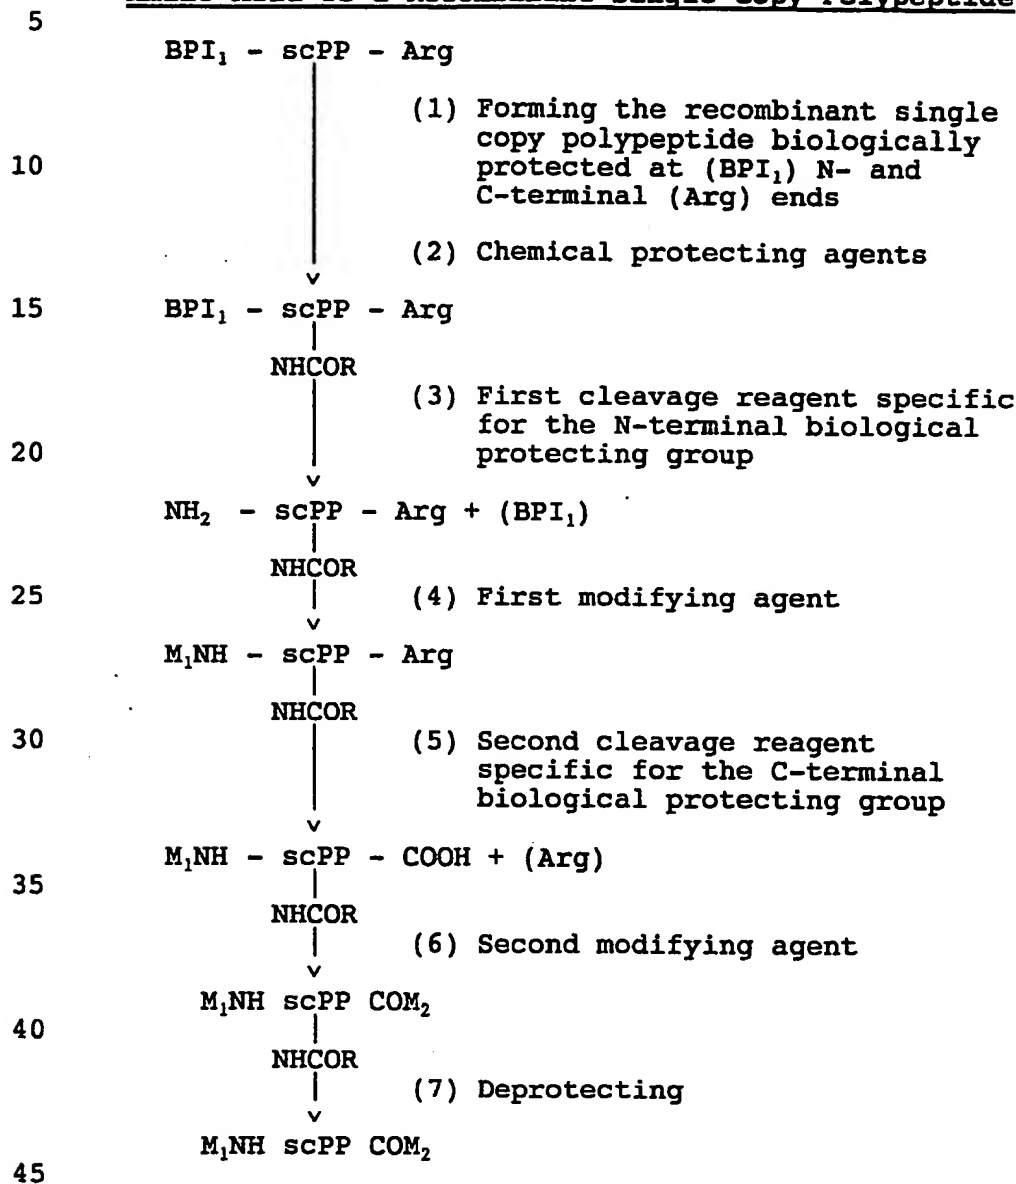 5
BPI₁ – scPP – Arg
(1) Forming the recombinant single
copy polypeptide biologically
10 protected at (BPI₁) N- and
C-terminal (Arg) ends
(2) Chemical protecting agents
15 BPI₁ – scPP – Arg
NHCOR
(3) First cleavage reagent specific
for the N-terminal biological
20 protecting group
NH₂ – scPP – Arg + (BPI₁)
NHCOR
25 (4) First modifying agent
M₁NH – scPP – Arg
NHCOR
30 (5) Second cleavage reagent
specific for the C-terminal
biological protecting group
M₁NH – scPP – COOH + (Arg)
35
NHCOR
(6) Second modifying agent
M₁NH scPP COM₂
40
NHCOR
(7) Deprotecting
M₁NH scPP COM₂
45